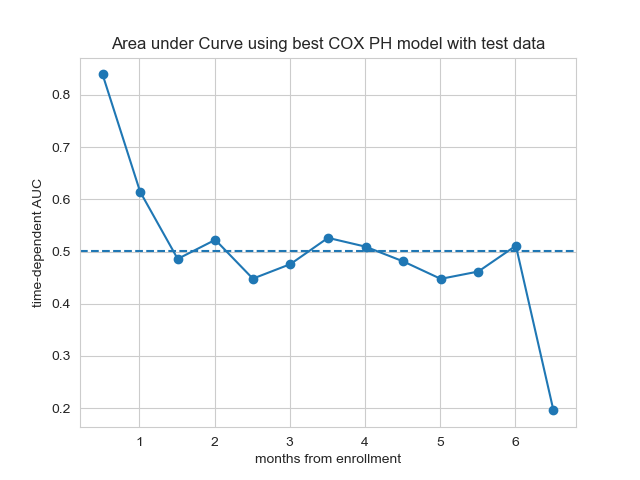 Area under Curve using best COX PH model with test data
time-dependent AUC
0.8
0.7
0.6
0.5
0.4
0.3
0.2
1 2 3 4 5 6
months from enrollment